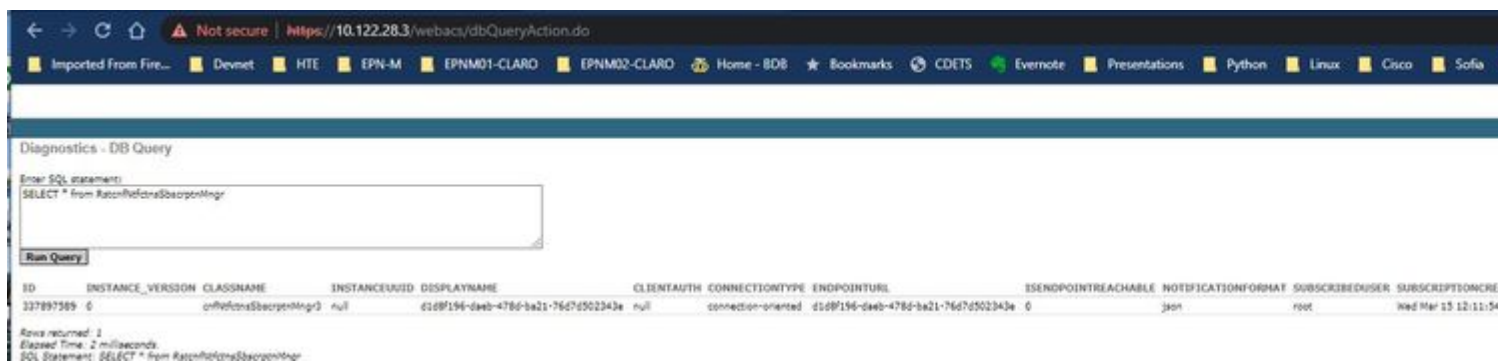 Not secure | https://10.122.28.3/webacs/dbQueryAction.do
Imported From Fire... Devnet HTE EPN-M EPNM01-CLARO EPNM02-CLARO Home - BDB Bookmarks CDETS Evernote Presentations Python Linux Cisco Sofia
Diagnostics - DB Query
Enter SQL statement:
SELECT * from RstcnfNtfctnsSbscrptnMngr
Run Query
ID INSTANCE_VERSION CLASSNAME INSTANCEUUID DISPLAYNAME CLIENTAUTH CONNECTIONTYPE ENDPOINTURL ISENDPOINTREACHABLE NOTIFICATIONFORMAT SUBSCRIBEDUSER SUBSCRIPTIONCRE
337897589 0 cnfNtfctnsSbscrptnMngr3 null d1d8f196-daeb-478d-ba21-76d7d502343e null connection-oriented d1d8f196-daeb-478d-ba21-76d7d502343e 0 json root Wed Mar 15 12:11:54
Rows returned: 1
Elapsed Time: 2 milliseconds.
SQL Statement: SELECT * from RstcnfNtfctnsSbscrptnMngr